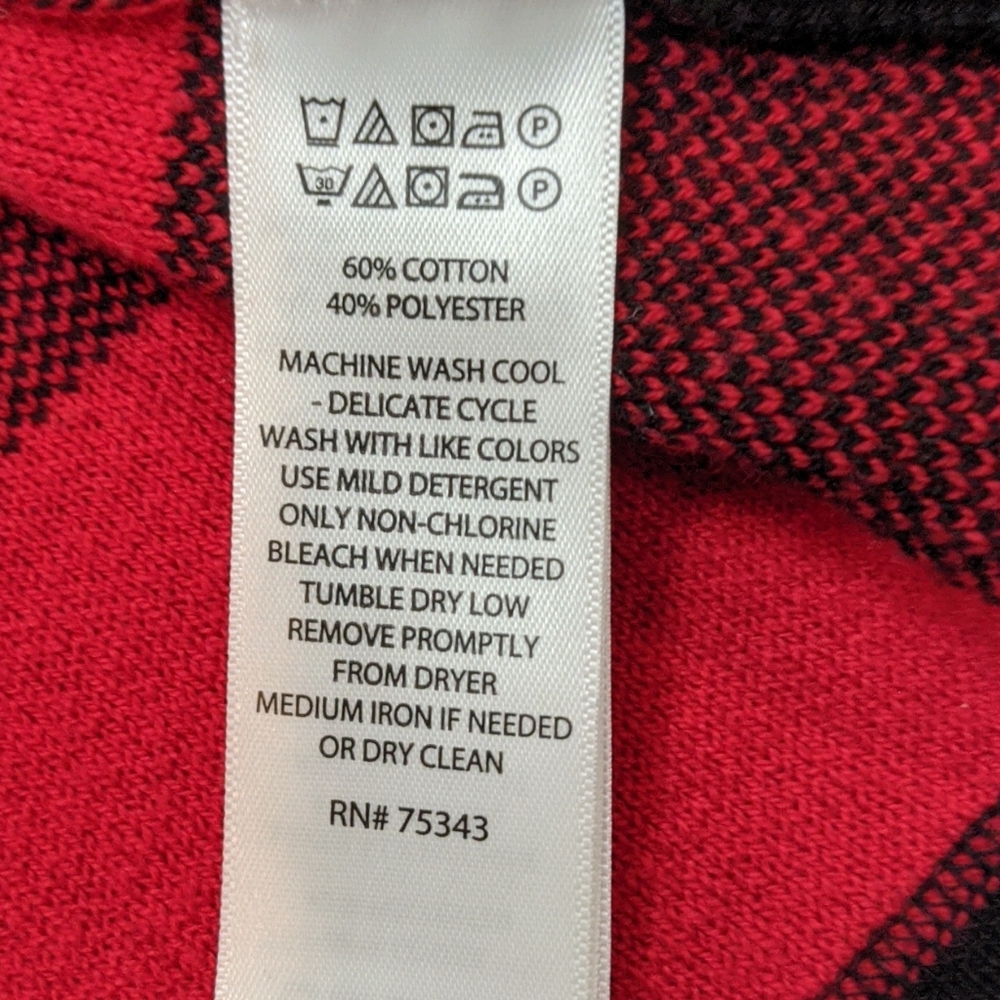 P
30 P
60% COTTON
40% POLYESTER
MACHINE WASH COOL
- DELICATE CYCLE
WASH WITH LIKE COLORS
USE MILD DETERGENT
ONLY NON-CHLORINE
BLEACH WHEN NEEDED
TUMBLE DRY LOW
REMOVE PROMPTLY
FROM DRYER
MEDIUM IRON IF NEEDED
OR DRY CLEAN
RN# 75343